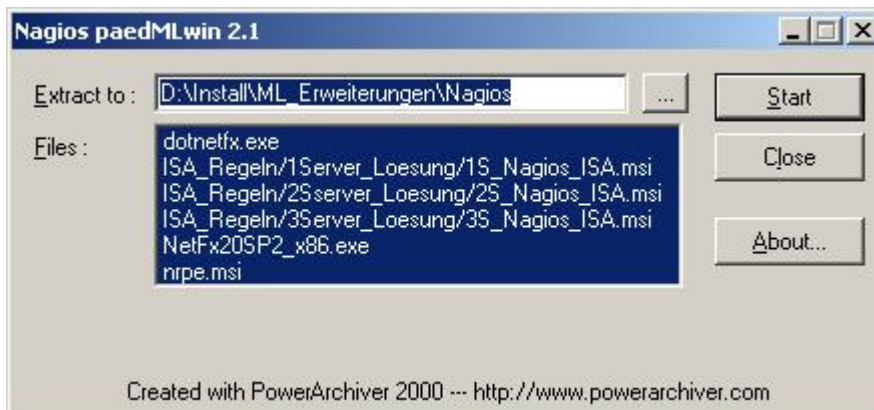 Nagios paedMLwin 2.1
Extract to : D:\Install\ML_Erweiterungen\Nagios ... Start
Files :
dotnetfx.exe
ISA_Regeln/1Server_Loesung/1S_Nagios_ISA.msi
ISA_Regeln/2Sserver_Loesung/2S_Nagios_ISA.msi
ISA_Regeln/3Server_Loesung/3S_Nagios_ISA.msi
NetFx20SP2_x86.exe
nrpe.msi
Close
About...
Created with PowerArchiver 2000 --- http://www.powerarchiver.com